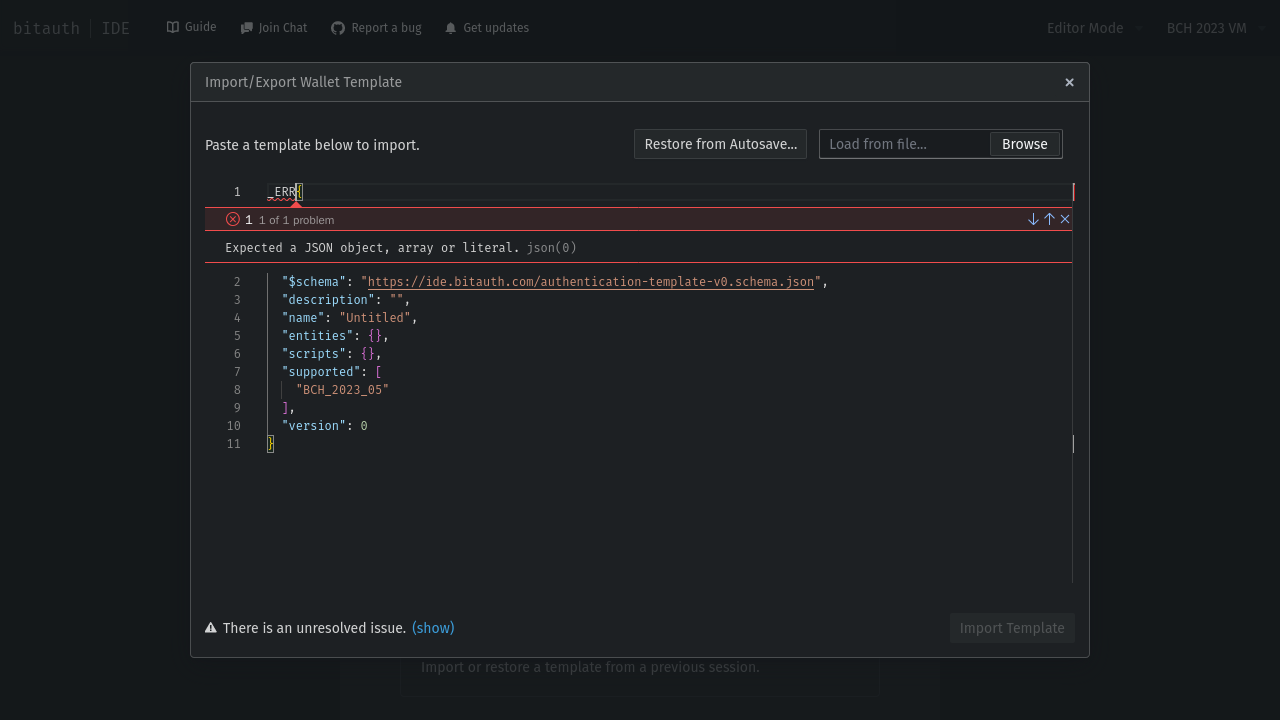 bitauth | IDE
Guide
Join Chat
Report a bug
Get updates
Editor Mode
BCH 2023 VM
Import/Export Wallet Template
Paste a template below to import.
Restore from Autosave...
Load from file...
Browse
1 _ERR{
1 1 of 1 problem
Expected a JSON object, array or literal. json(0)
2 "$schema": "https://ide.bitauth.com/authentication-template-v0.schema.json",
3 "description": "",
4 "name": "Untitled",
5 "entities": {},
6 "scripts": {},
7 "supported": [
8 "BCH_2023_05"
9 ],
10 "version": 0
11 }
There is an unresolved issue. (show)
Import Template
Import or restore a template from a previous session.